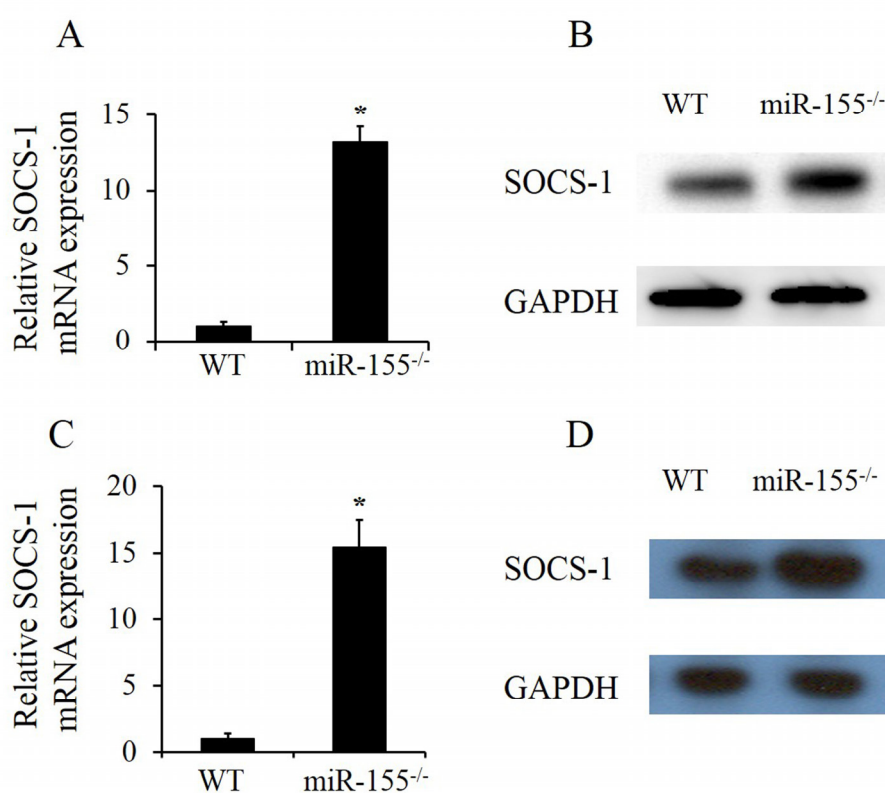 A
Relative SOCS-1
mRNA expression
15
10
5
0
*
WT
miR-155-/-
B
WT
miR-155-/-
SOCS-1
GAPDH
C
Relative SOCS-1
mRNA expression
20
15
10
5
0
*
WT
miR-155-/-
D
WT
miR-155-/-
SOCS-1
GAPDH